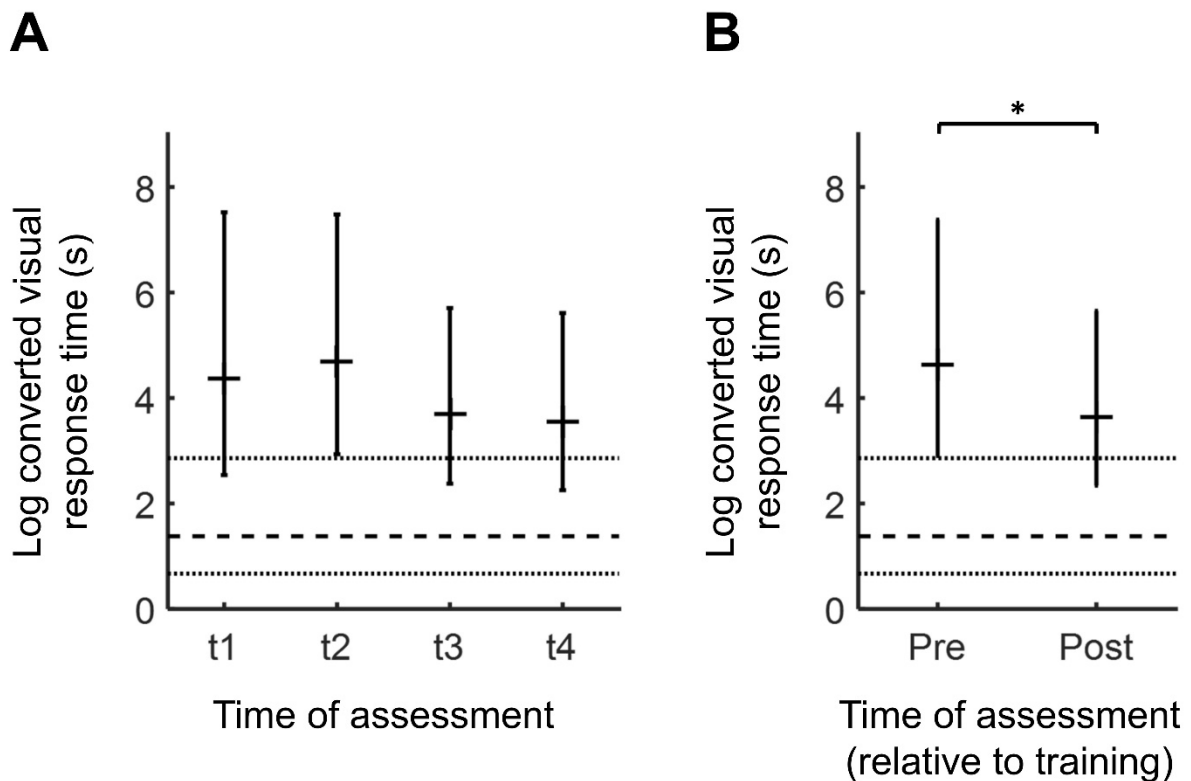 A
Log converted visual
response time (s)
8
6
4
2
0
t1 t2 t3 t4
Time of assessment
B
*
Log converted visual
response time (s)
8
6
4
2
0
Pre Post
Time of assessment
(relative to training)